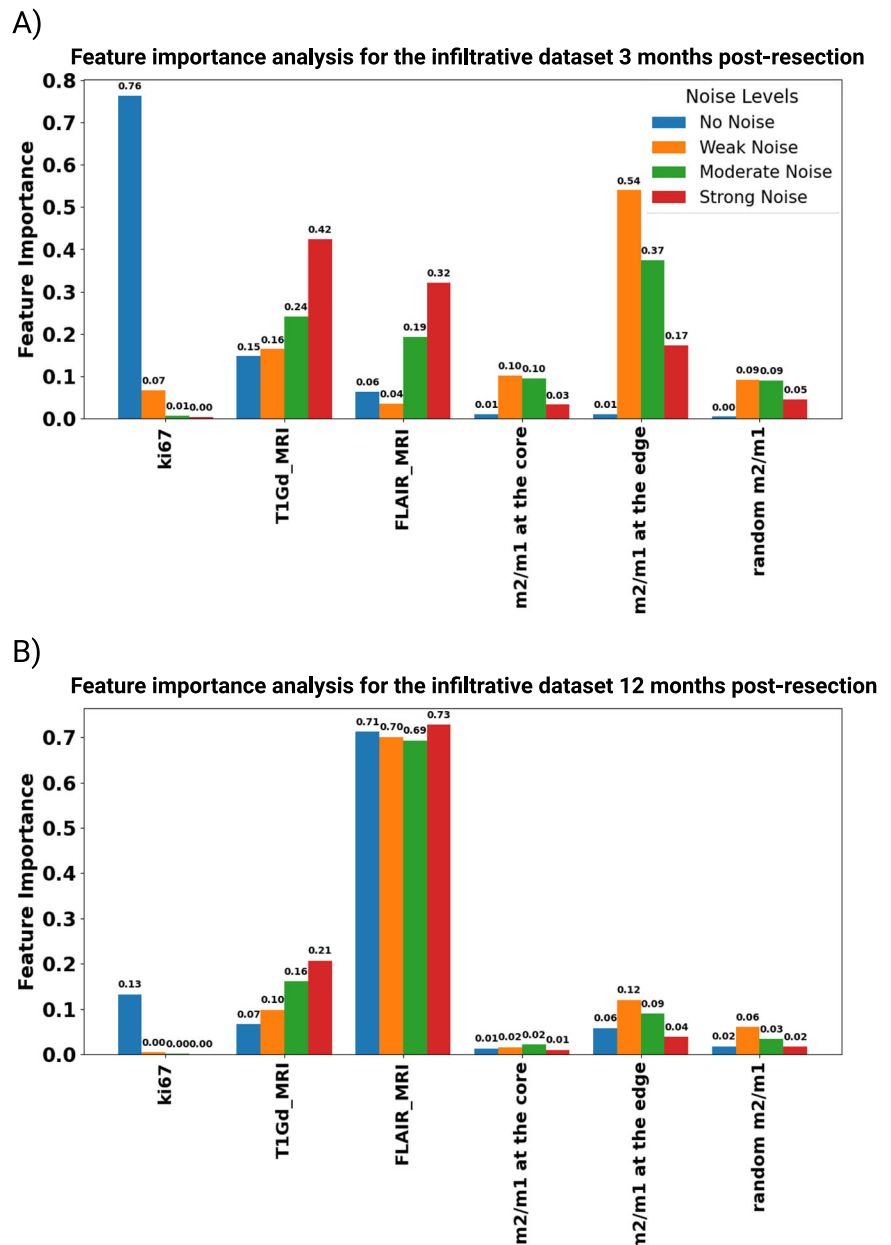 A)
Feature importance analysis for the infiltrative dataset 3 months post-resection
Feature Importance
0.8
0.7
0.6
0.5
0.4
0.3
0.2
0.1
0.0
Noise Levels
No Noise
Weak Noise
Moderate Noise
Strong Noise
0.76
0.07
0.01
0.00
0.15
0.16
0.24
0.42
0.06
0.04
0.19
0.32
0.01
0.10
0.10
0.03
0.01
0.54
0.37
0.17
0.00
0.09
0.09
0.05
ki67
T1Gd_MRI
FLAIR_MRI
m2/m1 at the core
m2/m1 at the edge
random m2/m1
B)
Feature importance analysis for the infiltrative dataset 12 months post-resection
Feature Importance
0.7
0.6
0.5
0.4
0.3
0.2
0.1
0.0
0.13
0.00
0.00
0.00
0.07
0.10
0.16
0.21
0.71
0.70
0.69
0.73
0.01
0.02
0.02
0.01
0.06
0.12
0.09
0.04
0.02
0.06
0.03
0.02
ki67
T1Gd_MRI
FLAIR_MRI
m2/m1 at the core
m2/m1 at the edge
random m2/m1